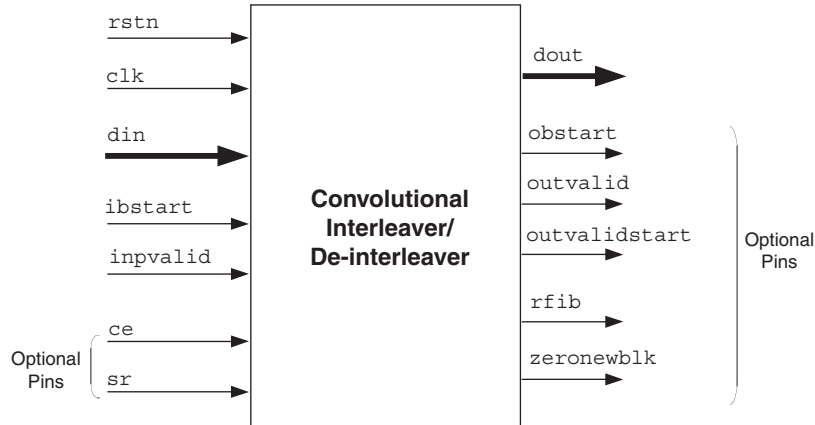 rstn
clk
din
ibstart
inpvalid
ce
sr
Optional
Pins
Convolutional
Interleaver/
De-interleaver
dout
obstart
outvalid
outvalidstart
rfib
zeronewblk
Optional
Pins